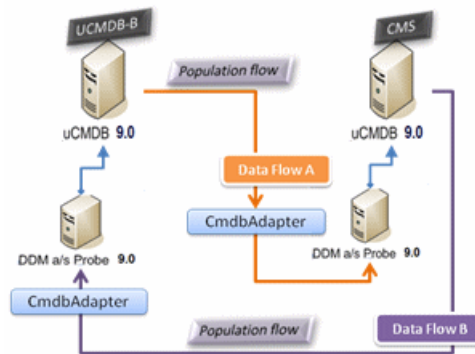 UCMDB-B
CMS
Population flow
uCMDB 9.0
uCMDB 9.0
Data Flow A
CmdbAdapter
DDM a/s Probe 9.0
DDM a/s Probe 9.0
CmdbAdapter
Population flow
Data Flow B